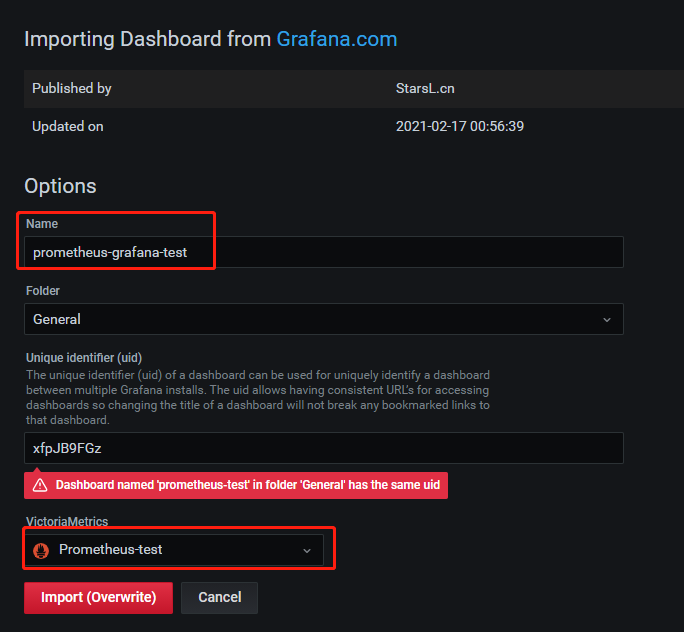 Importing Dashboard from Grafana.com
Published by StarsL.cn
Updated on 2021-02-17 00:56:39
Options
Name
prometheus-grafana-test
Folder
General
Unique identifier (uid)
The unique identifier (uid) of a dashboard can be used for uniquely identify a dashboard
between multiple Grafana installs. The uid allows having consistent URL's for accessing
dashboards so changing the title of a dashboard will not break any bookmarked links to
that dashboard.
xfpJB9FGz
Dashboard named 'prometheus-test' in folder 'General' has the same uid
VictoriaMetrics
Prometheus-test
Import (Overwrite) Cancel